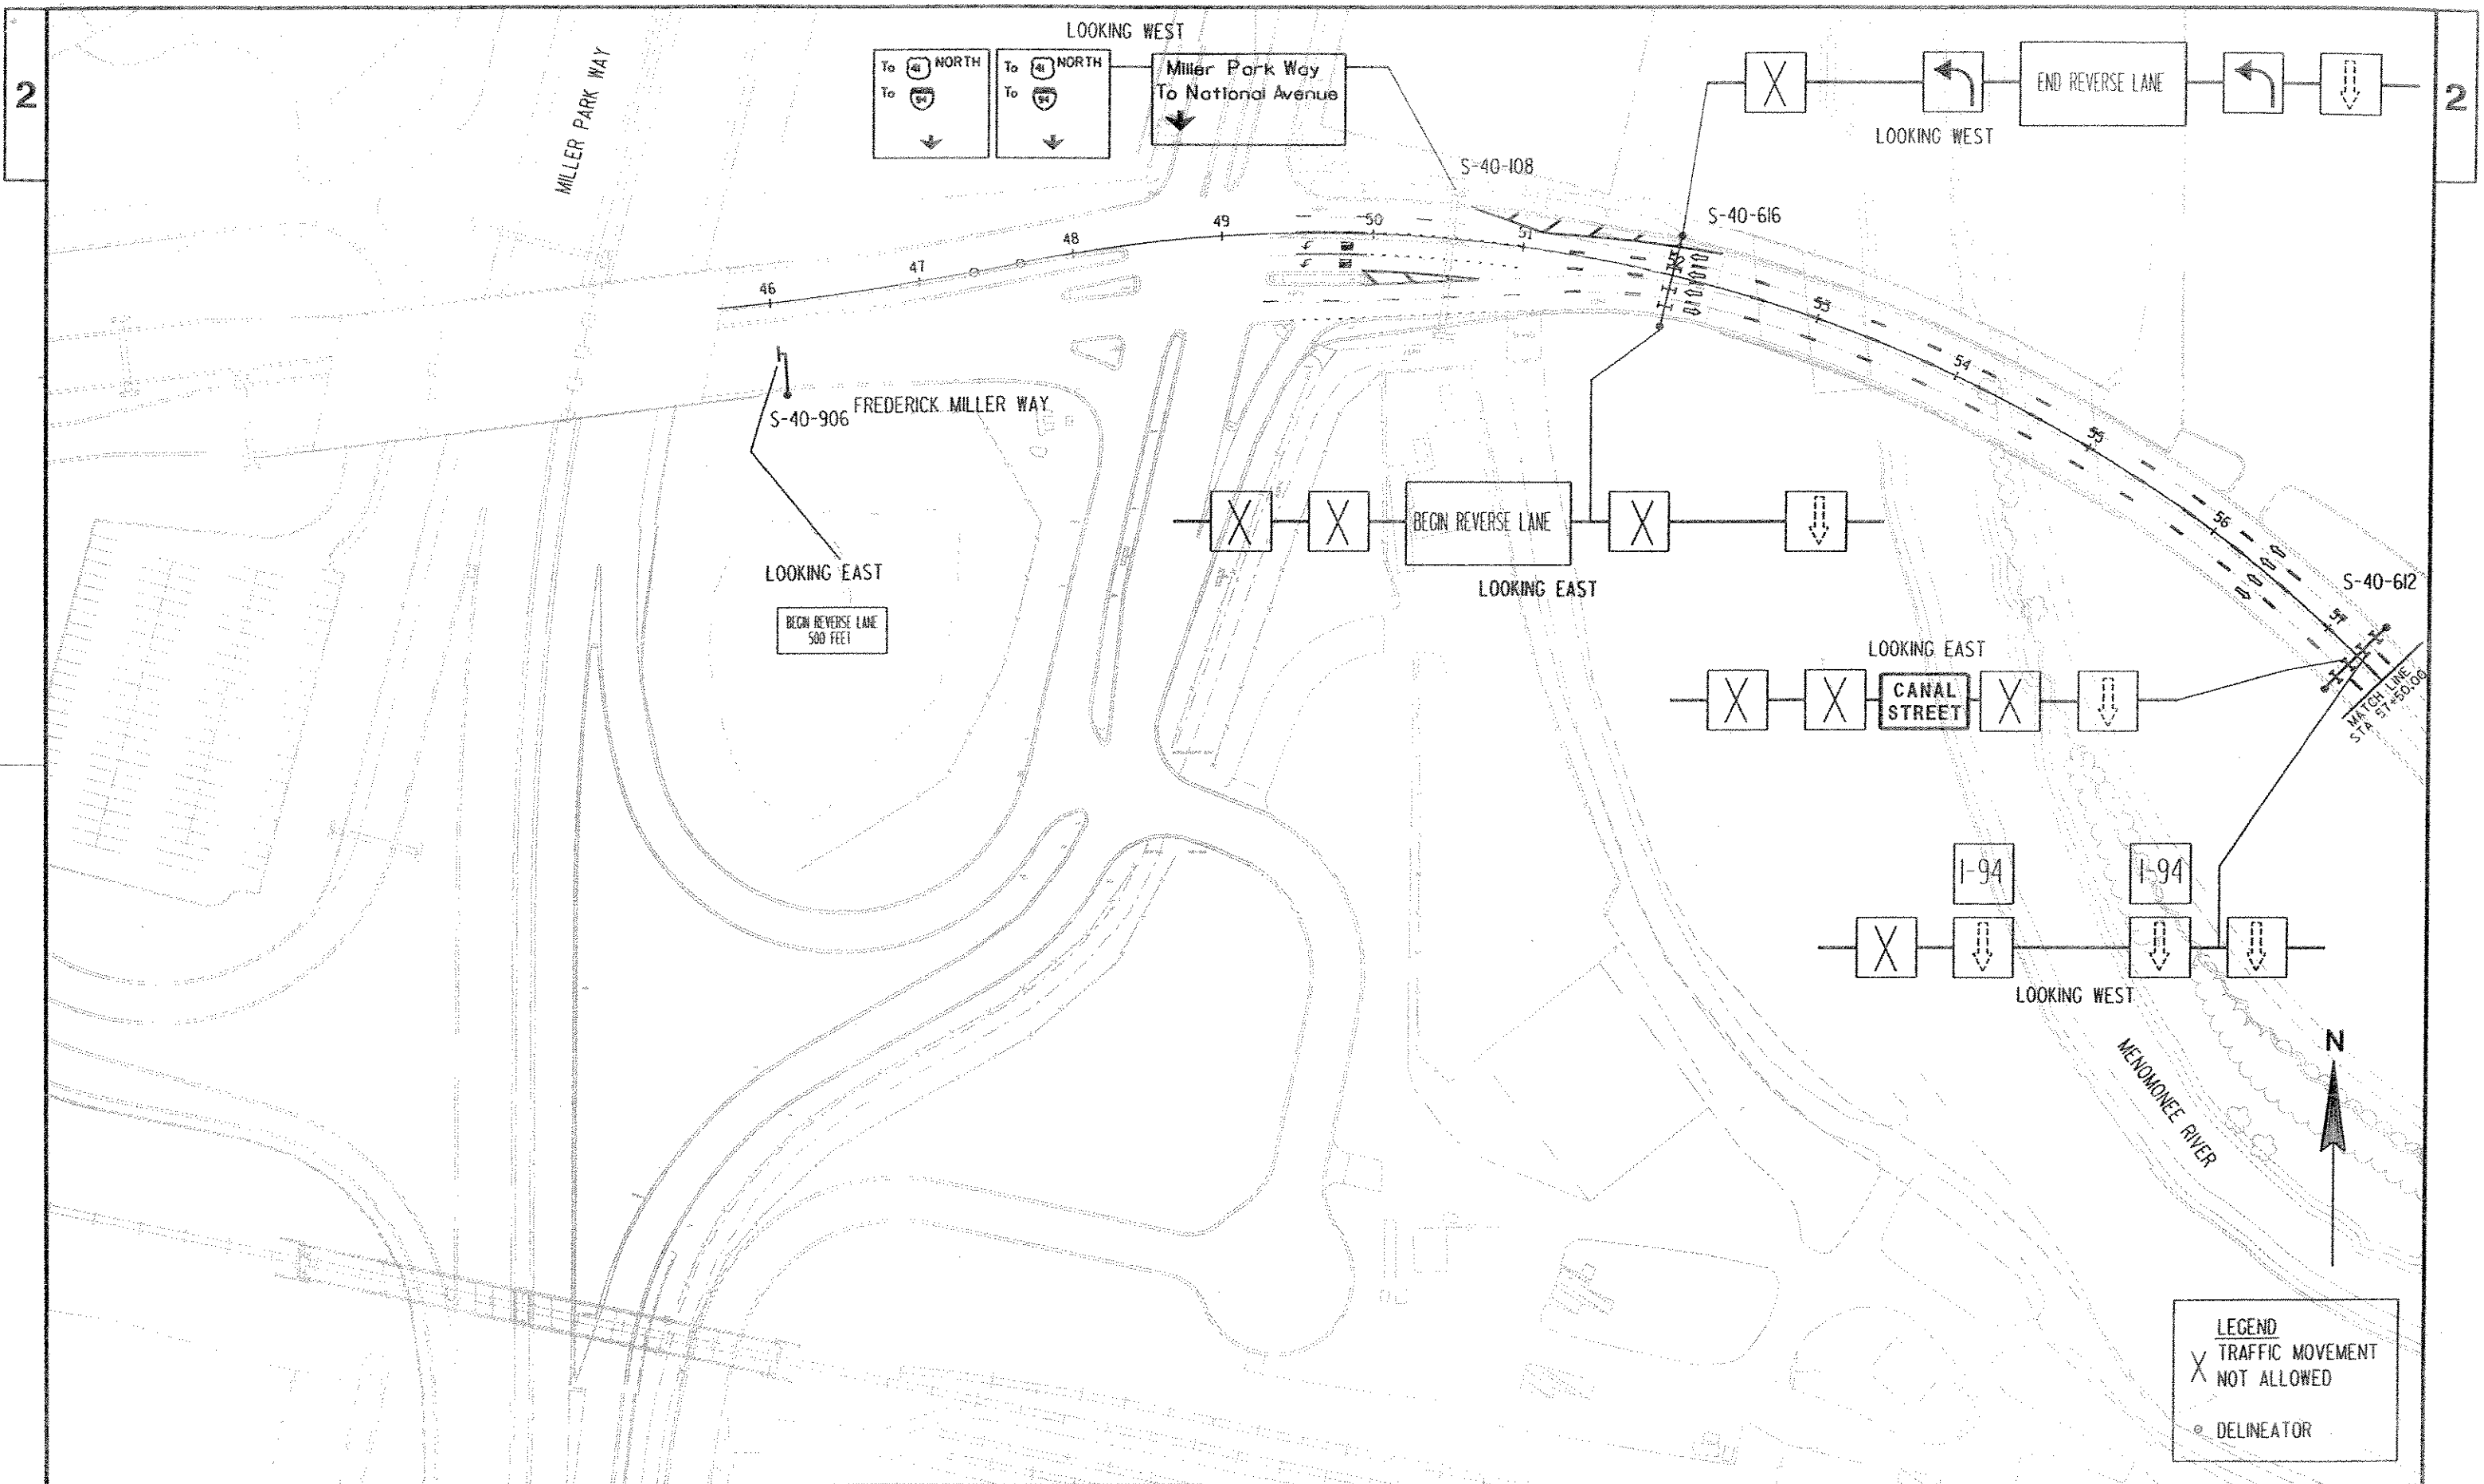 2
LOOKING WEST
To 41 NORTH
To 94
To 41 NORTH
To 94
Miller Park Way
To National Avenue
END REVERSE LANE
LOOKING WEST
2
MILLER PARK WAY
S-40-108
S-40-616
46
47
48
49
50
51
52
53
54
55
56
57
S-40-906
FREDERICK MILLER WAY
LOOKING EAST
BEGIN REVERSE LANE
500 FEET
BEGIN REVERSE LANE
LOOKING EAST
S-40-612
MATCH LINE
STA 57+50.00
LOOKING EAST
CANAL
STREET
I-94
I-94
LOOKING WEST
MENOMONEE RIVER
N
LEGEND
X TRAFFIC MOVEMENT
NOT ALLOWED
DELINEATOR